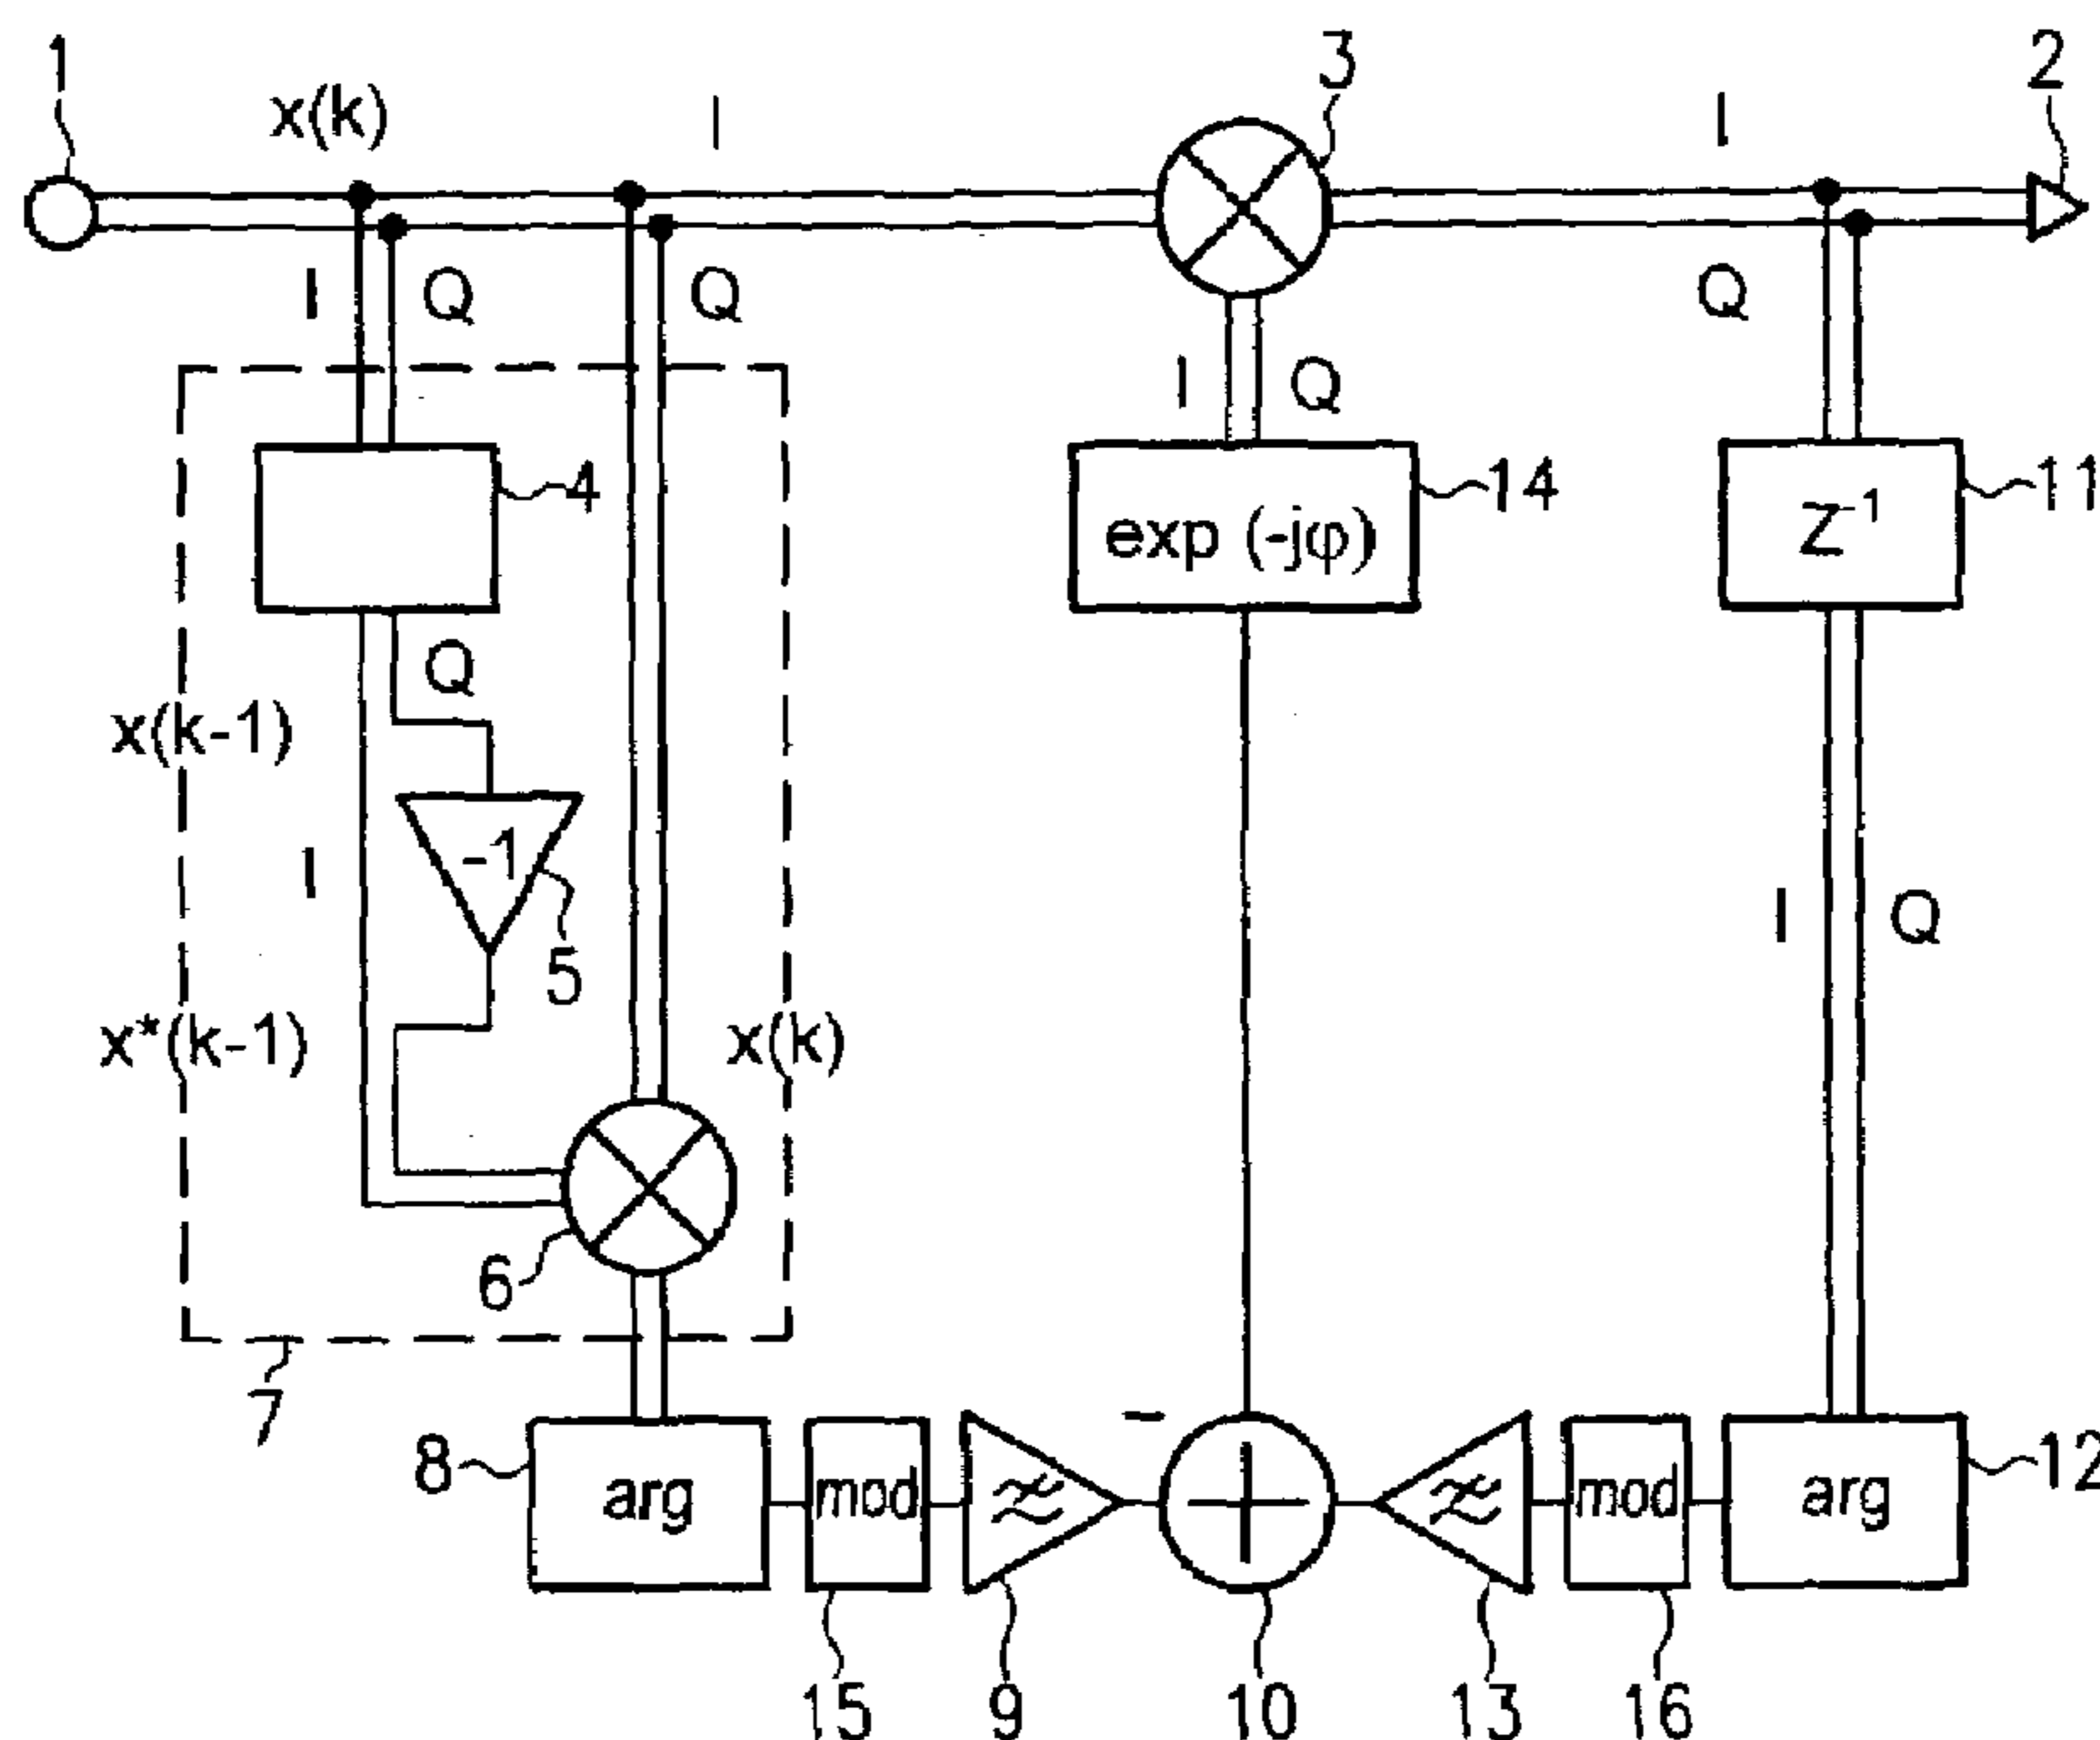 1
x(k)
I
3
I
2
I
Q
Q
Q
I
Q
4
exp (-jφ)
14
Z-1
11
Q
x(k-1)
-1
I
5
I
Q
x*(k-1)
x(k)
6
7
-
8
arg
mod
mod
arg
12
15
9
10
13
16